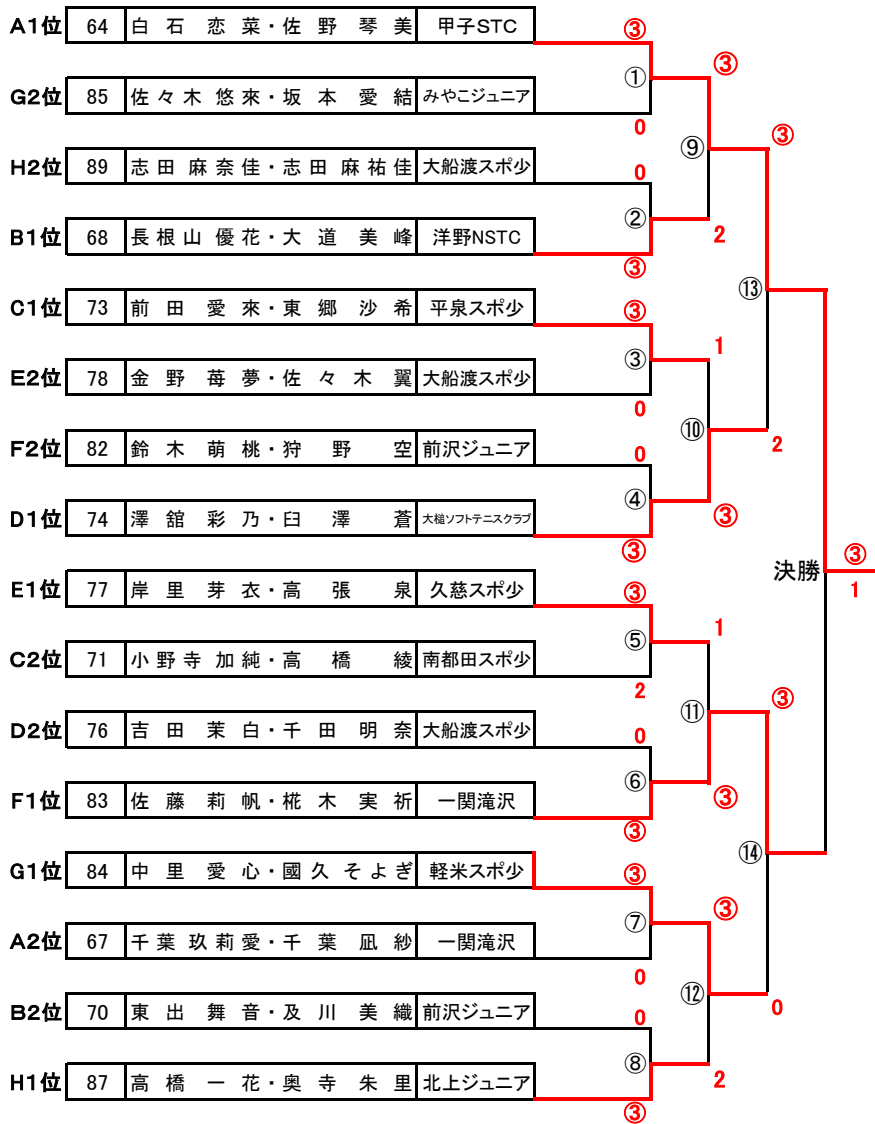 A1位 64 白石恋菜・佐野琴美 甲子STC
③
①
③
G2位 85 佐々木悠來・坂本愛結 みやこジュニア
0
⑨
③
H2位 89 志田麻奈佳・志田麻祐佳 大船渡スポ少
0
②
2
B1位 68 長根山優花・大道美峰 洋野NSTC
③
⑬
C1位 73 前田愛來・東郷沙希 平泉スポ少
③
③
1
E2位 78 金野苺夢・佐々木翼 大船渡スポ少
0
⑩
2
F2位 82 鈴木萌桃・狩野空 前沢ジュニア
0
④
③
D1位 74 澤舘彩乃・臼澤蒼 大槌ソフトテニスクラブ
③
決勝
③
1
E1位 77 岸里芽衣・高張泉 久慈スポ少
③
⑤
1
C2位 71 小野寺加純・高橋綾 南都田スポ少
2
⑪
③
D2位 76 吉田茉白・千田明奈 大船渡スポ少
0
⑥
③
F1位 83 佐藤莉帆・椛木実祈 一関滝沢
③
⑭
G1位 84 中里愛心・國久そよぎ 軽米スポ少
③
⑦
③
A2位 67 千葉玖莉愛・千葉凪紗 一関滝沢
0
⑫
0
B2位 70 東出舞音・及川美織 前沢ジュニア
0
⑧
2
H1位 87 高橋一花・奥寺朱里 北上ジュニア
③